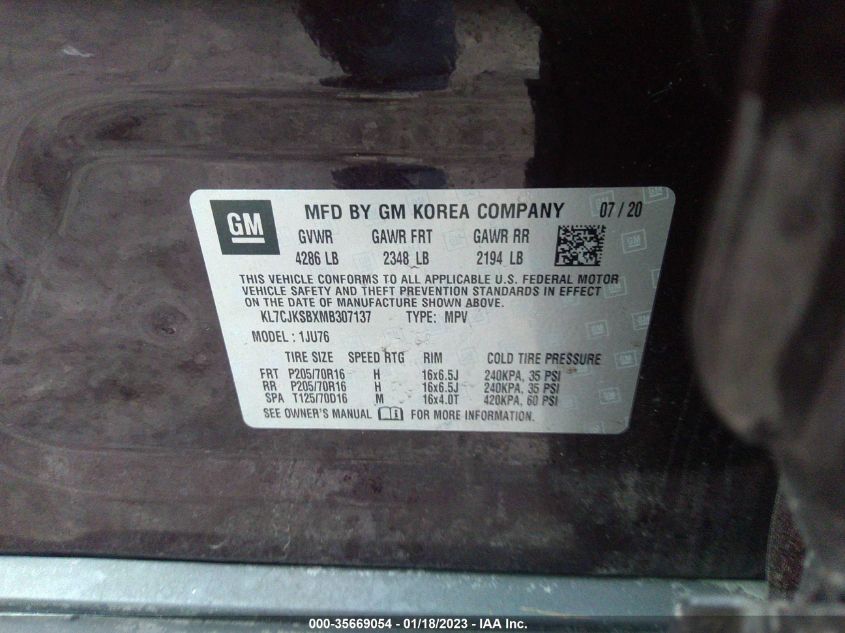 GM
MFD BY GM KOREA COMPANY 07 / 20
GVWR GAWR FRT GAWR RR
4286 LB 2348 LB 2194 LB
THIS VEHICLE CONFORMS TO ALL APPLICABLE U.S. FEDERAL MOTOR
VEHICLE SAFETY AND THEFT PREVENTION STANDARDS IN EFFECT
ON THE DATE OF MANUFACTURE SHOWN ABOVE.
KL7CJKSBXMB307137 TYPE: MPV
MODEL: 1JU76
TIRE SIZE SPEED RTG RIM COLD TIRE PRESSURE
FRT P205/70R16 H 16x6.5J 240KPA, 35 PSI
RR P205/70R16 H 16x6.5J 240KPA, 35 PSI
SPA T125/70D16 M 16x4.0T 420KPA, 60 PSI
SEE OWNER'S MANUAL FOR MORE INFORMATION.
000-35669054 - 01/18/2023 - IAA Inc.